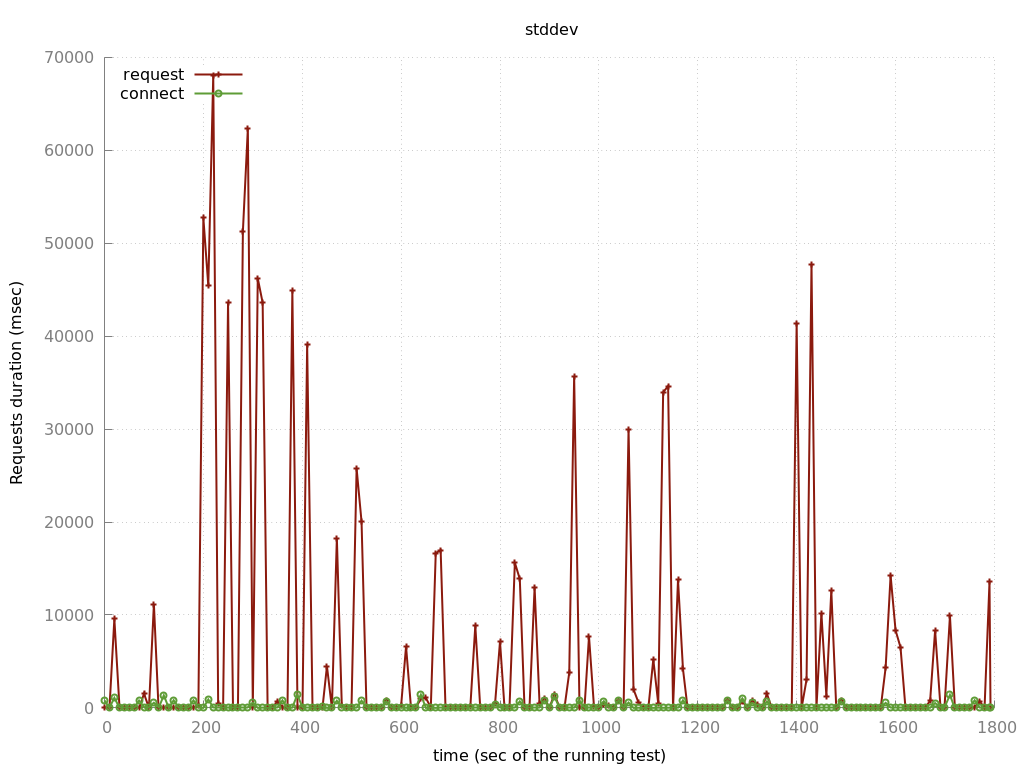 stddev
70000
request
connect
60000
50000
40000
30000
20000
10000
0
Requests duration (msec)
0 200 400 600 800 1000 1200 1400 1600 1800
time (sec of the running test)